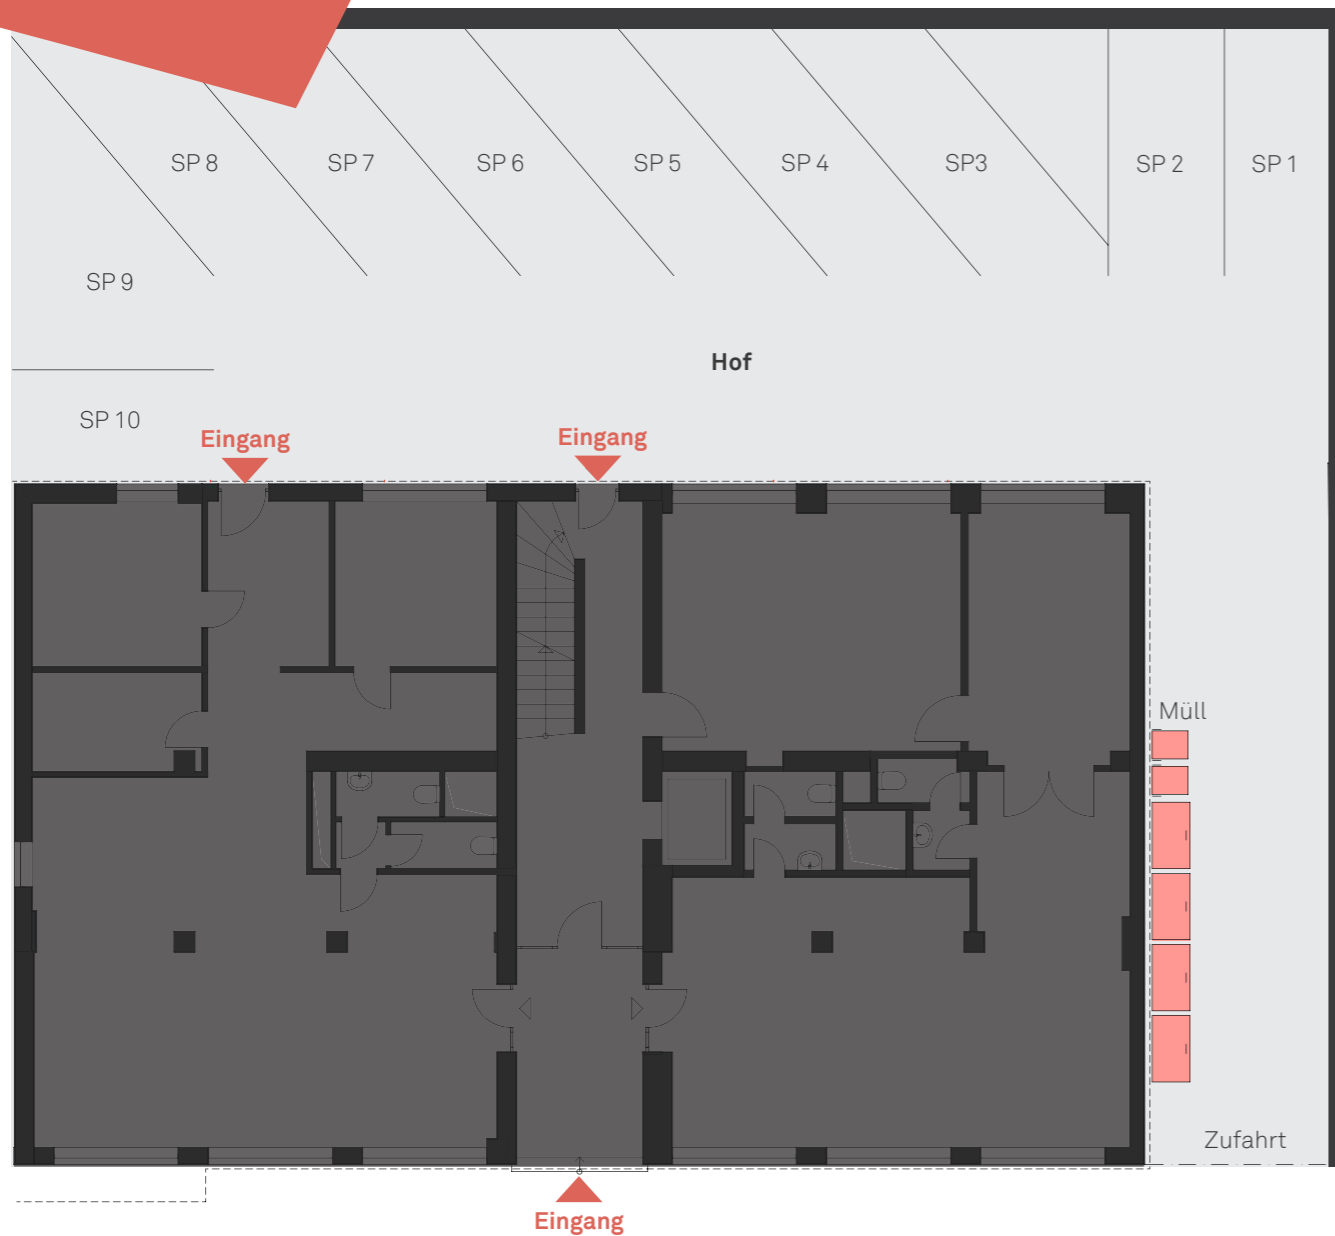 SP 8
SP 7
SP 6
SP 5
SP 4
SP3
SP 2
SP 1
SP 9
Hof
SP 10
Eingang
Eingang
Müll
Zufahrt
Eingang